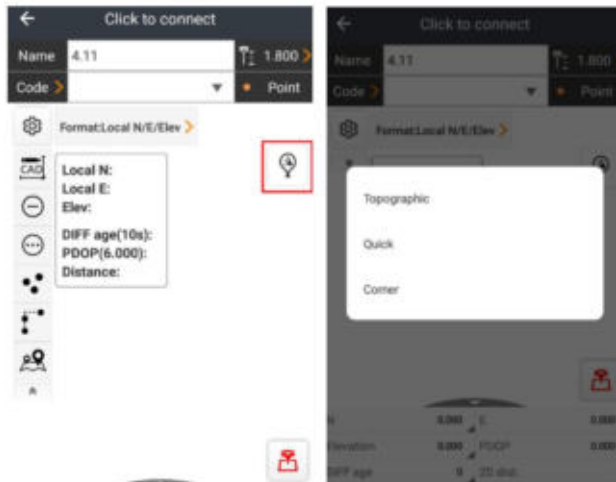 Click to connect
Name 4.11 1.800
Code Point
Format:Local N/E/Elev
CAD
Local N:
Local E:
Elev:
DIFF age(10s):
PDOP(6.000):
Distance:
Click to connect
Name 4.11 1.800
Code Point
Format:Local N/E/Elev
Topographic
Quick
Corner
N 0.000 E 0.000
Elevation 0.000 PDOP 0.000
DIFF age 0 2D dist.